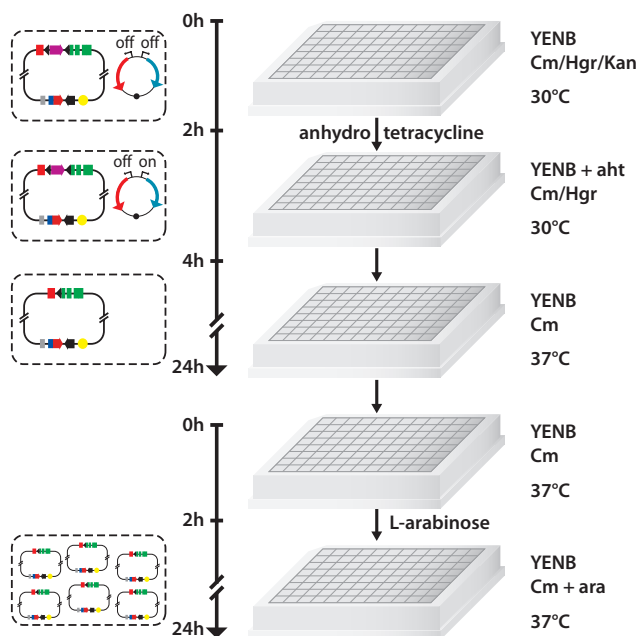 off off
0h
YENB
Cm/Hgr/Kan
30°C
2h
anhydro tetracycline
off on
YENB + aht
Cm/Hgr
30°C
4h
YENB
Cm
37°C
24h
0h
YENB
Cm
37°C
2h
L-arabinose
YENB
Cm + ara
37°C
24h